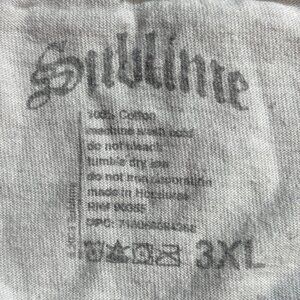 Sublime
100% Cotton
machine wash cold
do not bleach
tumble dry low
do not iron decoration
made in Honduras
3XL